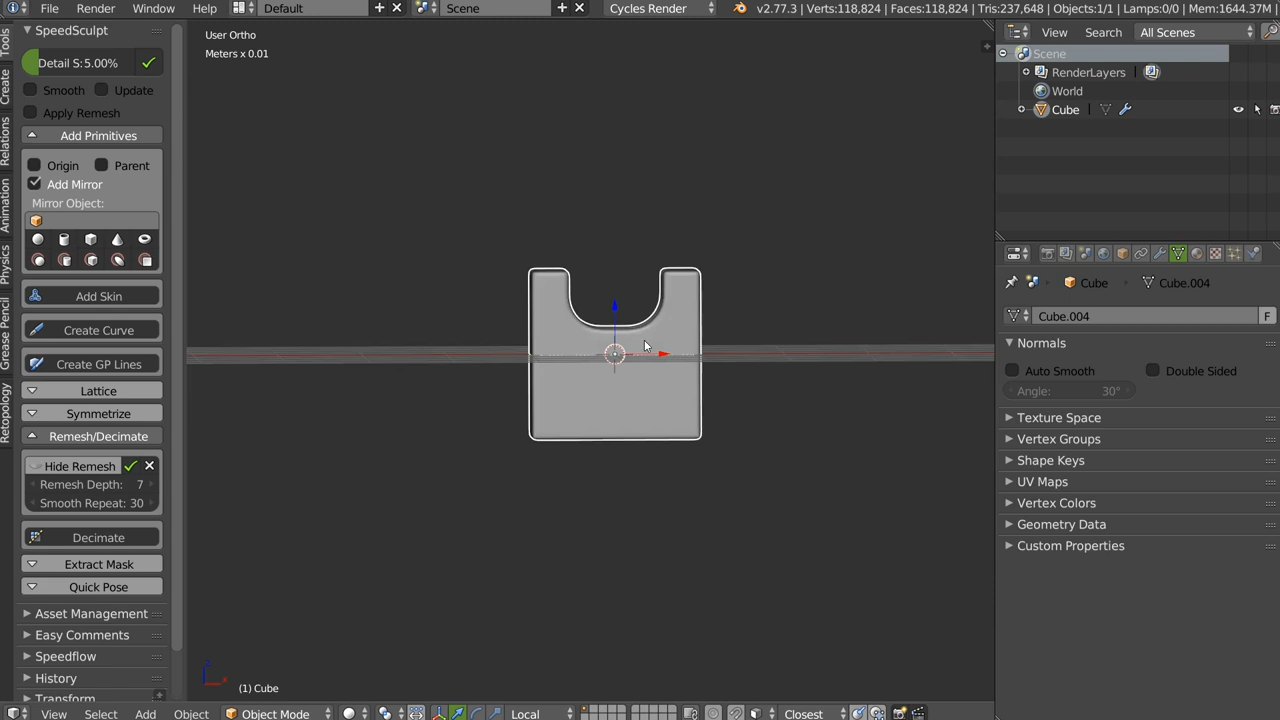 File Render Window Help Default Scene Cycles Render v2.77.3 | Verts:118,824 | Faces:118,824 | Tris:237,648 | Objects:1/1 | Lamps:0/0 | Mem:1644.37M |
SpeedSculpt
Detail S: 5.00%
Smooth Update
Apply Remesh
Add Primitives
Origin Parent
Add Mirror
Mirror Object:
Add Skin
Create Curve
Create GP Lines
Lattice
Symmetrize
Remesh/Decimate
Hide Remesh
Remesh Depth: 7
Smooth Repeat: 30
Decimate
Extract Mask
Quick Pose
Asset Management
Easy Comments
Speedflow
History
Transform
Tools
Create
Relations
Animation
Physics
Grease Pencil
Retopology
User Ortho
Meters x 0.01
(1) Cube
View Select Add Object Object Mode Local Closest
View Search All Scenes
Scene
RenderLayers
World
Cube
Cube Cube.004
Cube.004 F
Normals
Auto Smooth Double Sided
Angle: 30°
Texture Space
Vertex Groups
Shape Keys
UV Maps
Vertex Colors
Geometry Data
Custom Properties